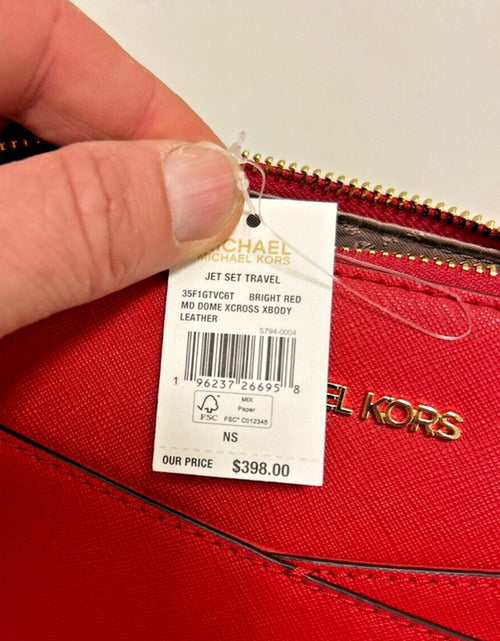 MICHAEL
MICHAEL KORS
JET SET TRAVEL
35F1GTVC6T BRIGHT RED
MD DOME XCROSS XBODY
LEATHER
S794-0004
1 96237 26695 8
FSC
MIX
Paper
FSC® C012345
NS
OUR PRICE $398.00
EL KORS